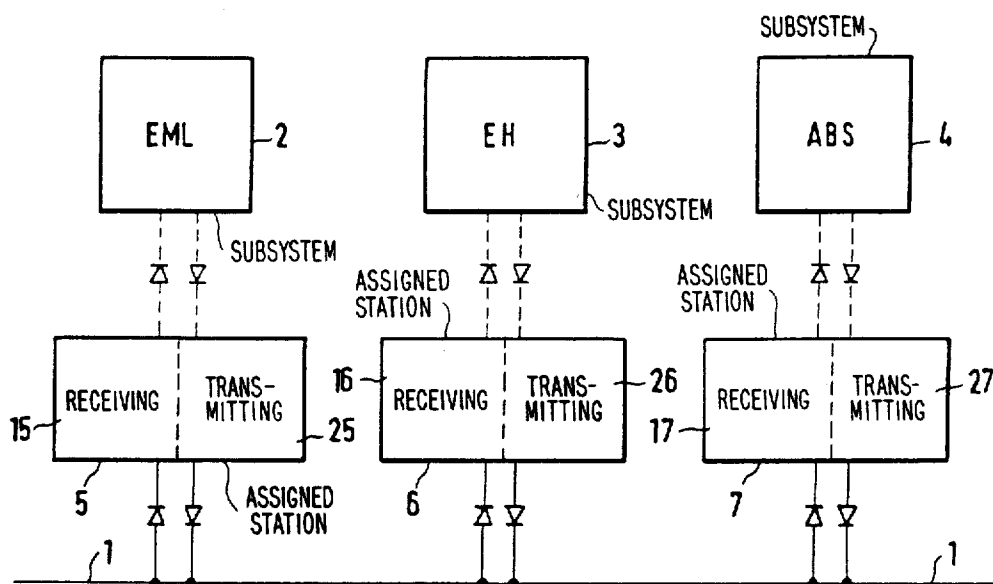 SUBSYSTEM
EML
2
EH
3
ABS
4
SUBSYSTEM
SUBSYSTEM
ASSIGNED
STATION
ASSIGNED
STATION
15
RECEIVING
TRANS-
MITTING
25
16
RECEIVING
TRANS-
MITTING
26
17
RECEIVING
TRANS-
MITTING
27
5
ASSIGNED
STATION
6
7
1
1